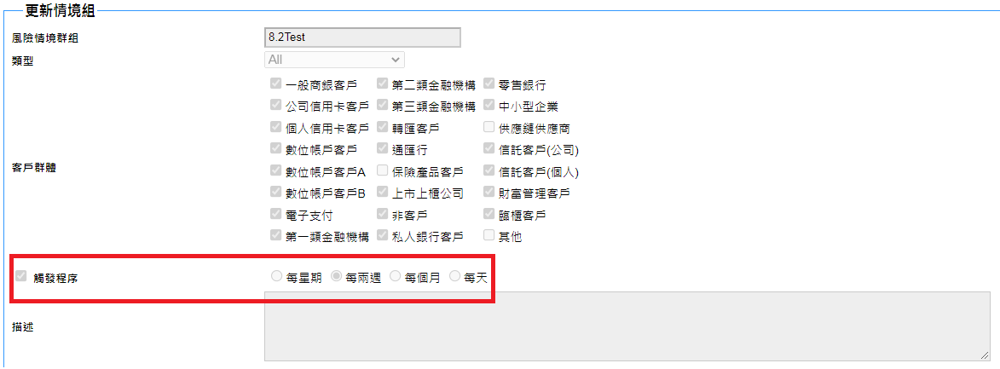 更新情境組
風險情境群組 8.2Test
類型 All
一般商銀客戶 第二類金融機構 零售銀行
公司信用卡客戶 第三類金融機構 中小型企業
個人信用卡客戶 轉匯客戶 供應鏈供應商
數位帳戶客戶 通匯行 信託客戶(公司)
客戶群體 數位帳戶客戶A 保險產品客戶 信託客戶(個人)
數位帳戶客戶B 上市上櫃公司 財富管理客戶
電子支付 非客戶 臨櫃客戶
第一類金融機構 私人銀行客戶 其他
觸發程序 每星期 每兩週 每個月 每天
描述